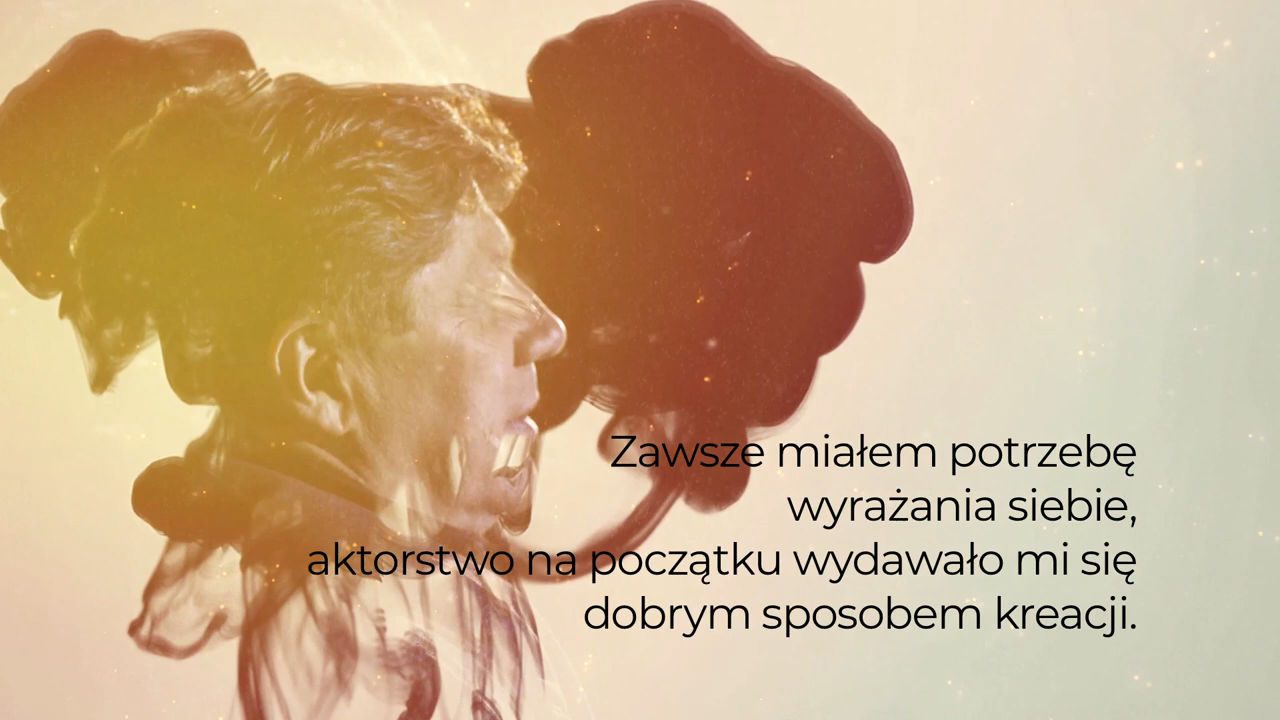 Zawsze miałem potrzebę
wyrażania siebie,
aktorstwo na początku wydawało mi się
dobrym sposobem kreacji.